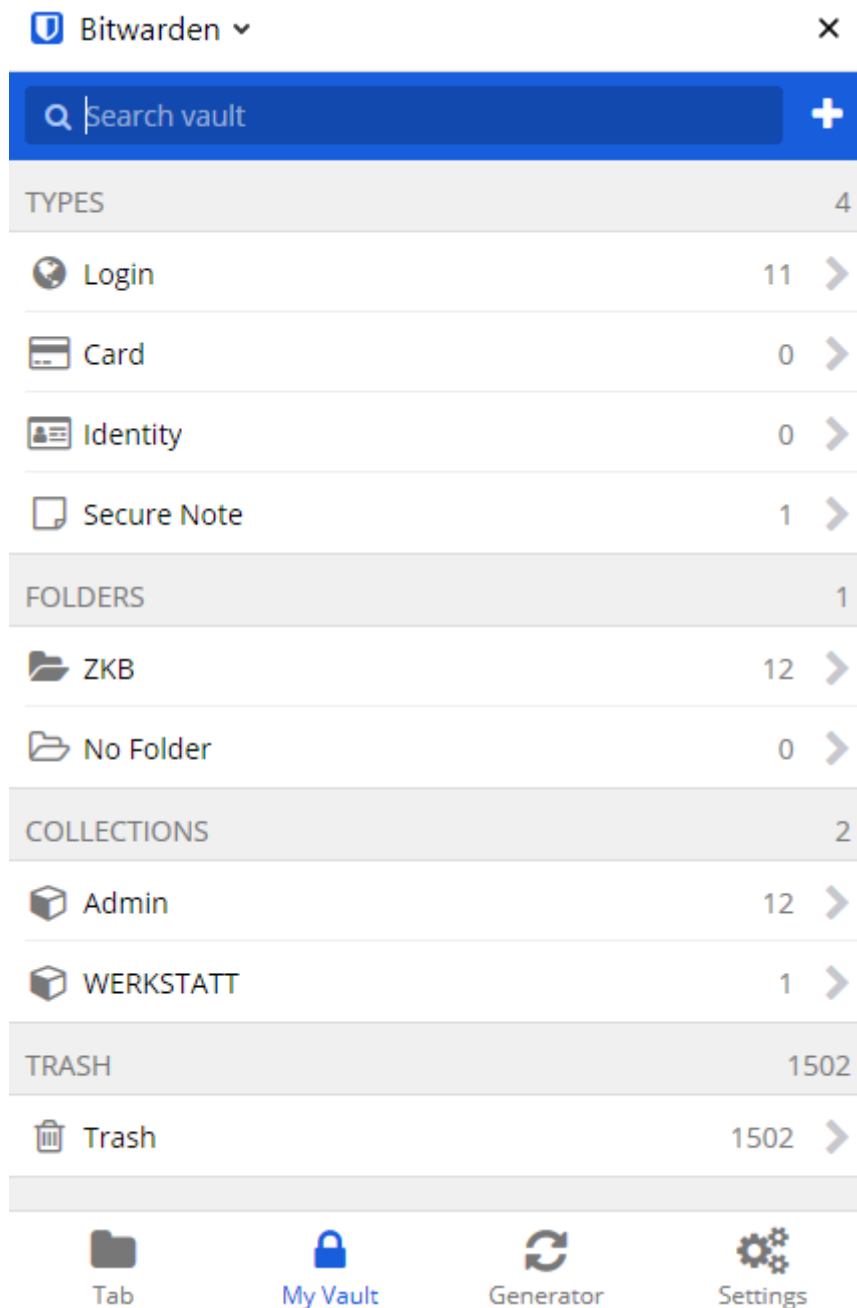 Bitwarden
Search vault
TYPES 4
Login 11
Card 0
Identity 0
Secure Note 1
FOLDERS 1
ZKB 12
No Folder 0
COLLECTIONS 2
Admin 12
WERKSTATT 1
TRASH 1502
Trash 1502
Tab My Vault Generator Settings